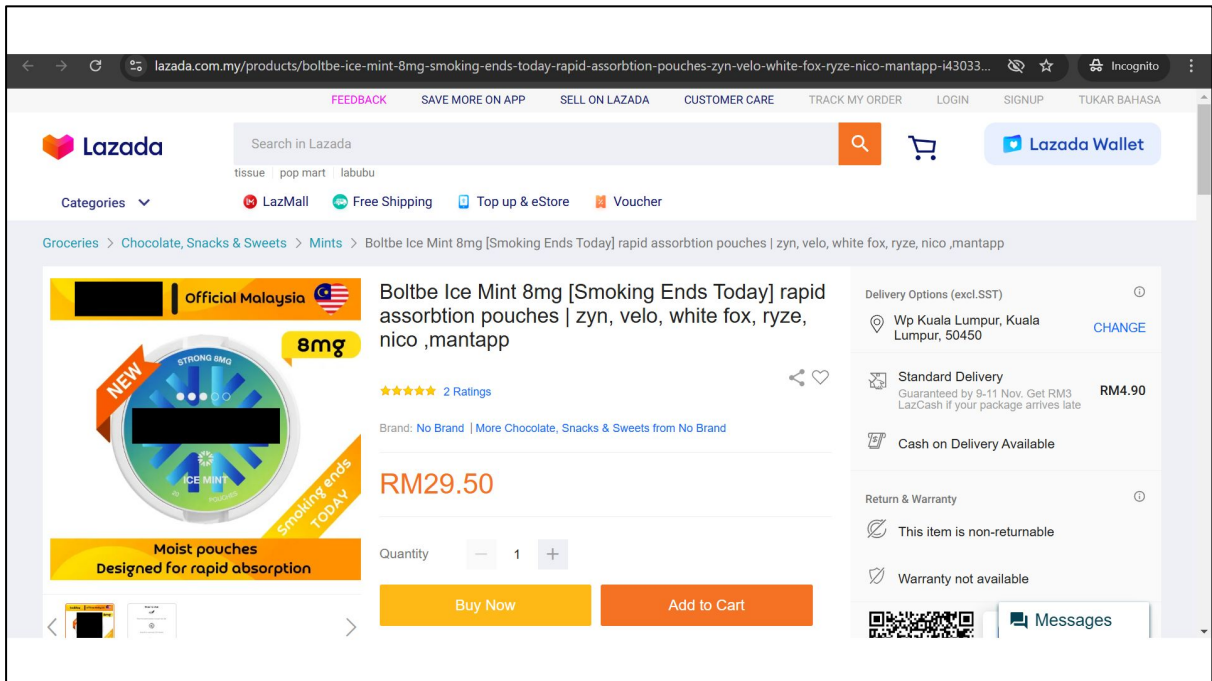 lazada.com.my/products/boltbe-ice-mint-8mg-smoking-ends-today-rapid-assorbtion-pouches-zyn-velo-white-fox-ryze-nico-mantapp-i43033...
Incognito
FEEDBACK SAVE MORE ON APP SELL ON LAZADA CUSTOMER CARE TRACK MY ORDER LOGIN SIGNUP TUKAR BAHASA
Lazada
Search in Lazada
Lazada Wallet
tissue pop mart labubu
Categories
LazMall Free Shipping Top up & eStore Voucher
Groceries > Chocolate, Snacks & Sweets > Mints > Boltbe Ice Mint 8mg [Smoking Ends Today] rapid assorbtion pouches | zyn, velo, white fox, ryze, nico ,mantapp
Official Malaysia
8mg
NEW
STRONG 8MG
ICE MINT
POUCHES
Smoking ends
TODAY
Moist pouches
Designed for rapid absorption
Boltbe Ice Mint 8mg [Smoking Ends Today] rapid
assorbtion pouches | zyn, velo, white fox, ryze,
nico ,mantapp
2 Ratings
Brand: No Brand | More Chocolate, Snacks & Sweets from No Brand
RM29.50
Quantity 1
Buy Now
Add to Cart
Delivery Options (excl.SST)
Wp Kuala Lumpur, Kuala
Lumpur, 50450
CHANGE
Standard Delivery
RM4.90
Guaranteed by 9-11 Nov. Get RM3
LazCash if your package arrives late
Cash on Delivery Available
Return & Warranty
This item is non-returnable
Warranty not available
Messages